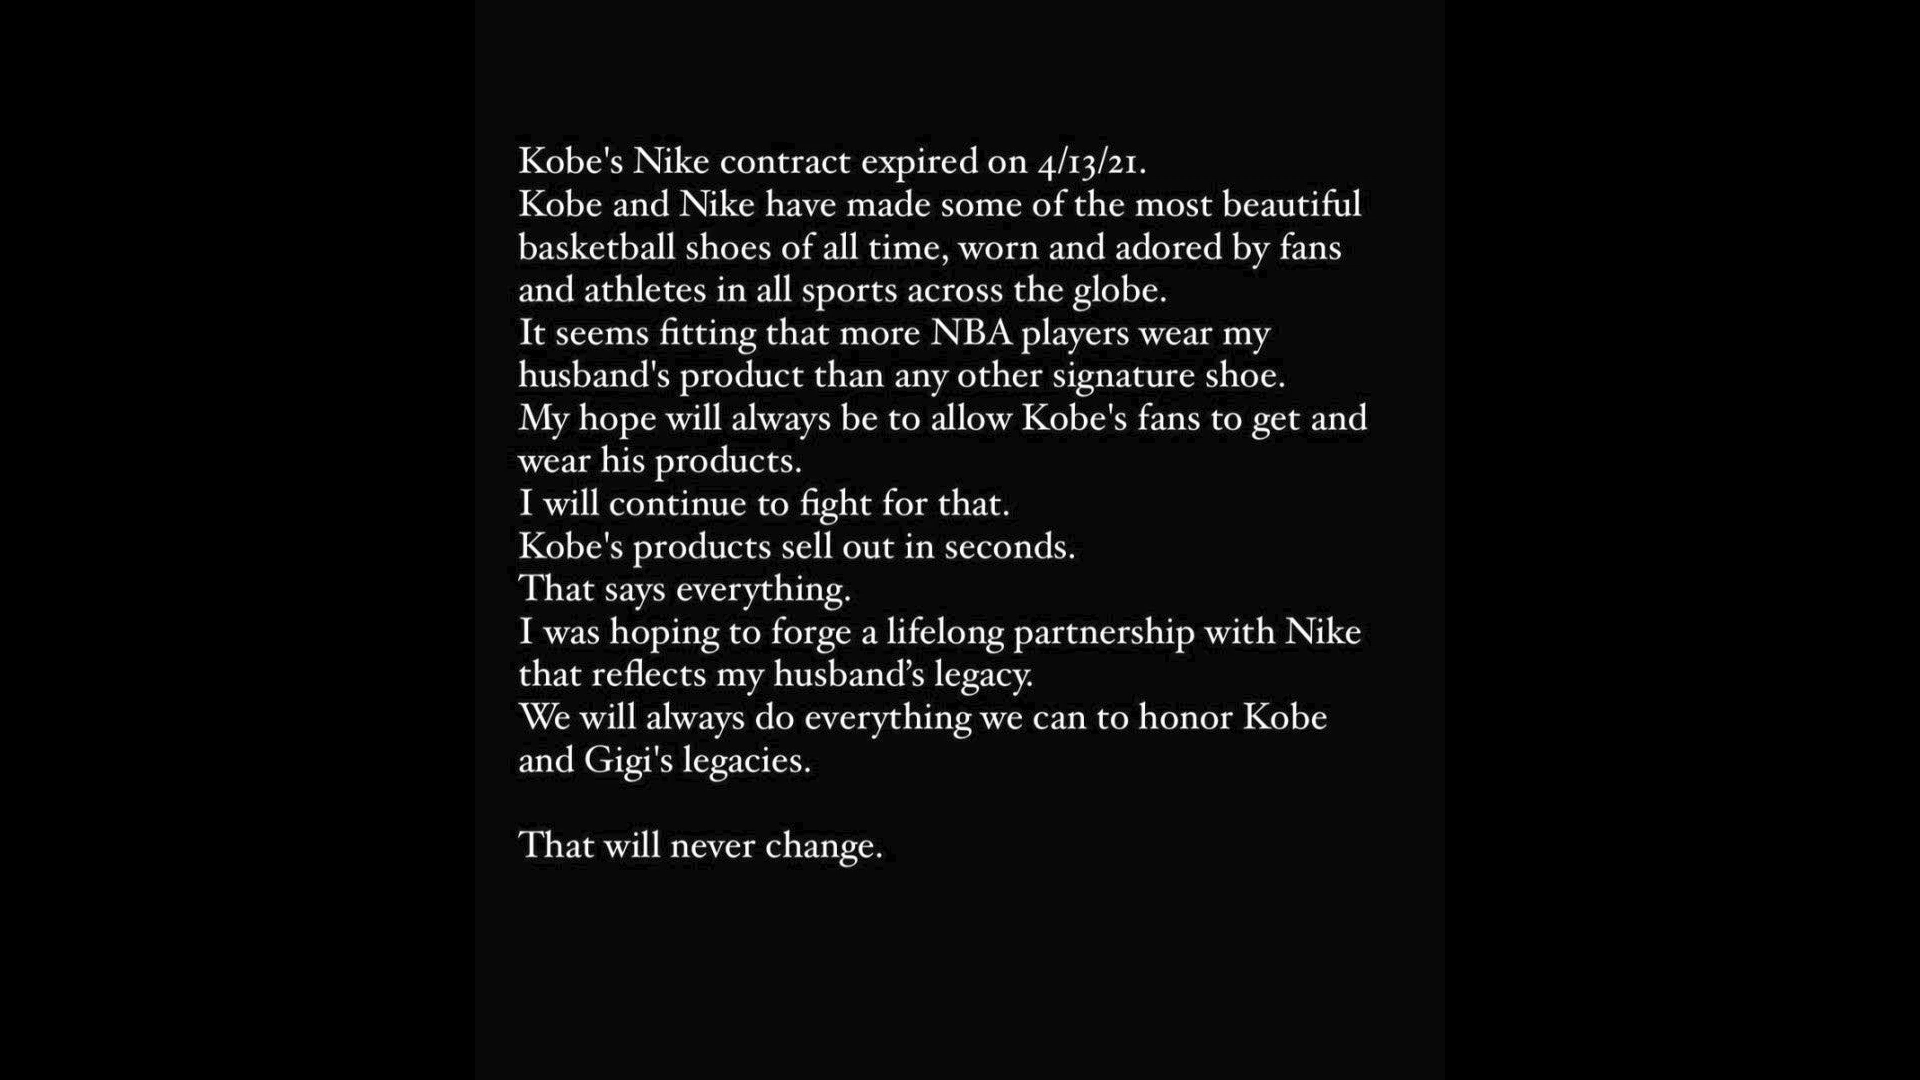 Kobe's Nike contract expired on 4/13/21.
Kobe and Nike have made some of the most beautiful
basketball shoes of all time, worn and adored by fans
and athletes in all sports across the globe.
It seems fitting that more NBA players wear my
husband's product than any other signature shoe.
My hope will always be to allow Kobe's fans to get and
wear his products.
I will continue to fight for that.
Kobe's products sell out in seconds.
That says everything.
I was hoping to forge a lifelong partnership with Nike
that reflects my husband’s legacy.
We will always do everything we can to honor Kobe
and Gigi's legacies.
That will never change.